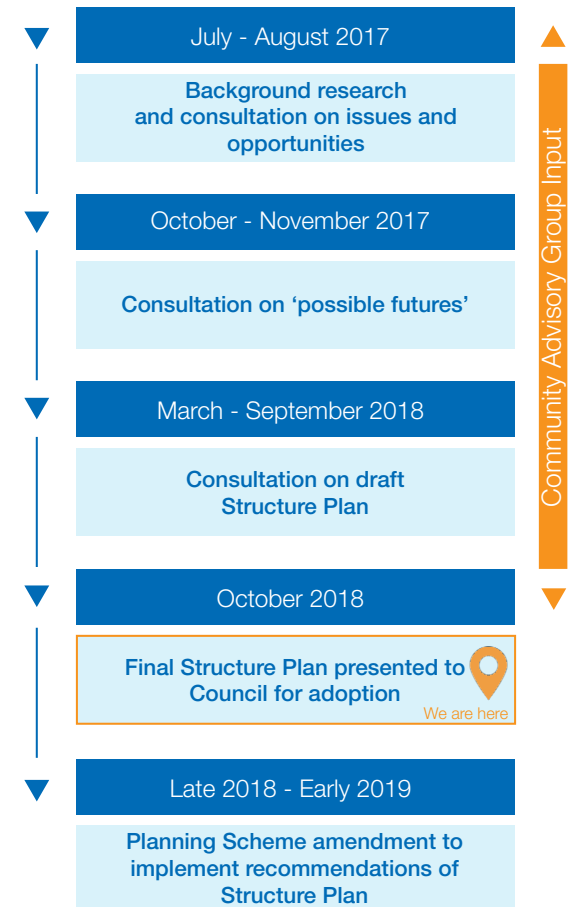 July - August 2017
Background research
and consultation on issues and
opportunities
October - November 2017
Consultation on ‘possible futures’
March - September 2018
Consultation on draft
Structure Plan
October 2018
Final Structure Plan presented to
Council for adoption
We are here
Late 2018 - Early 2019
Planning Scheme amendment to
implement recommendations of
Structure Plan
Community Advisory Group Input